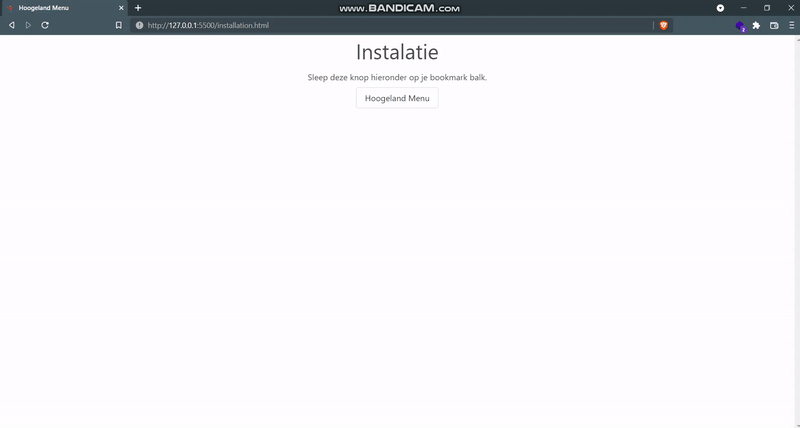 www.BANDICAM.com
Hoogeland Menu
http://127.0.0.1:5500/installation.html
2
Instalatie
Sleep deze knop hieronder op je bookmark balk.
Hoogeland Menu